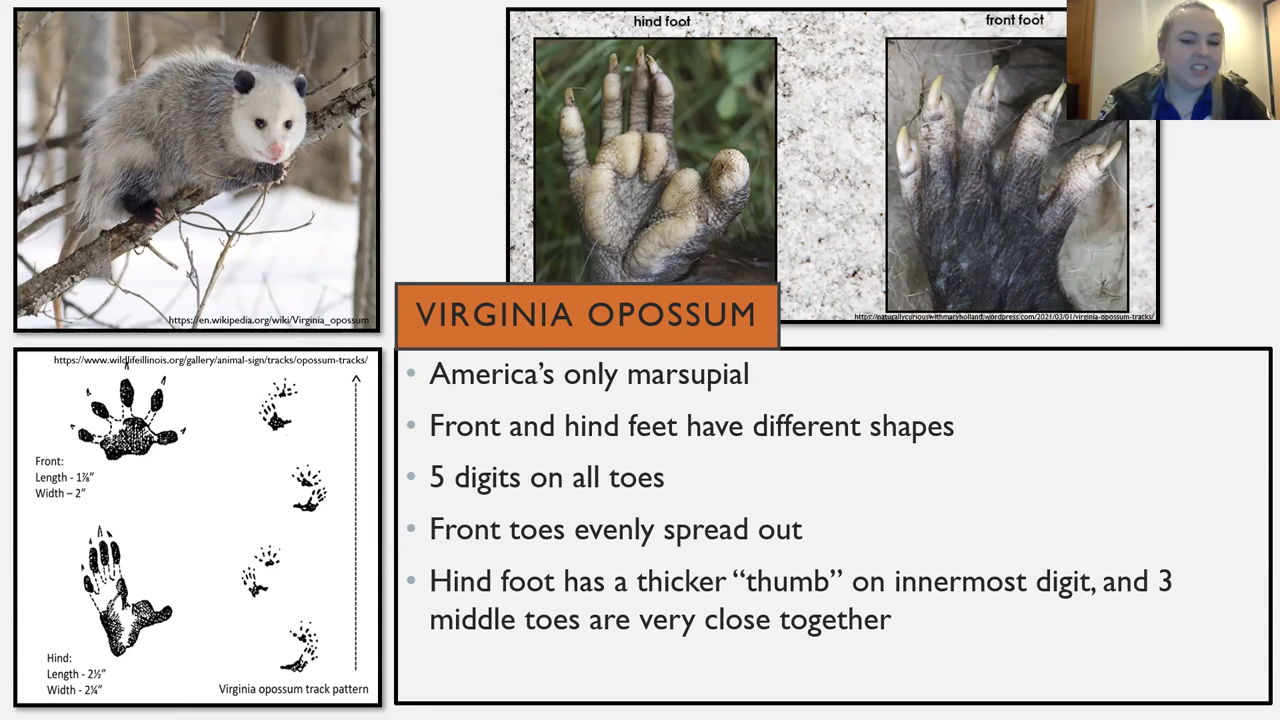 hind foot
front foot
https://en.wikipedia.org/wiki/Virginia_opossum
https://naturallycuriouswithmaryholland.wordpress.com/2021/03/01/virginia-opossum-tracks/
VIRGINIA OPOSSUM
https://www.wildlifeillinois.org/gallery/animal-sign/tracks/opossum-tracks/
Front:
Length - 1⅞”
Width – 2”
Hind:
Length - 2½”
Width - 2¼”
Virginia opossum track pattern
• America’s only marsupial
• Front and hind feet have different shapes
• 5 digits on all toes
• Front toes evenly spread out
• Hind foot has a thicker “thumb” on innermost digit, and 3
middle toes are very close together